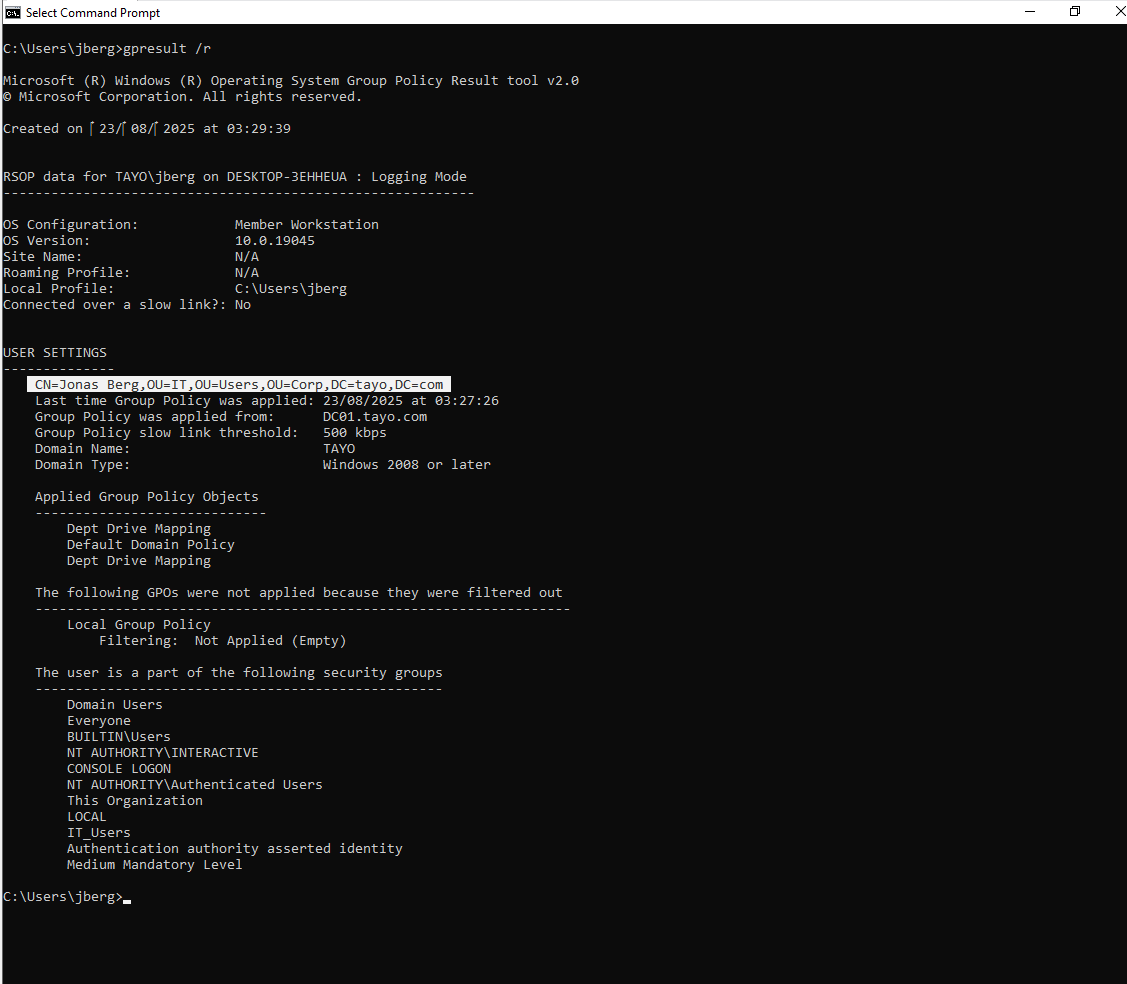 Select Command Prompt
C:\Users\jberg>gpresult /r
Microsoft (R) Windows (R) Operating System Group Policy Result tool v2.0
© Microsoft Corporation. All rights reserved.
Created on 23/08/2025 at 03:29:39
RSOP data for TAYO\jberg on DESKTOP-3EHHEUA : Logging Mode
-----------------------------------------------------------
OS Configuration:            Member Workstation
OS Version:                  10.0.19045
Site Name:                   N/A
Roaming Profile:             N/A
Local Profile:               C:\Users\jberg
Connected over a slow link?: No
USER SETTINGS
--------------
    CN=Jonas Berg,OU=IT,OU=Users,OU=Corp,DC=tayo,DC=com
    Last time Group Policy was applied: 23/08/2025 at 03:27:26
    Group Policy was applied from:      DC01.tayo.com
    Group Policy slow link threshold:   500 kbps
    Domain Name:                        TAYO
    Domain Type:                        Windows 2008 or later
    Applied Group Policy Objects
    -----------------------------
        Dept Drive Mapping
        Default Domain Policy
        Dept Drive Mapping
    The following GPOs were not applied because they were filtered out
    -------------------------------------------------------------------
        Local Group Policy
            Filtering:  Not Applied (Empty)
    The user is a part of the following security groups
    ---------------------------------------------------
        Domain Users
        Everyone
        BUILTIN\Users
        NT AUTHORITY\INTERACTIVE
        CONSOLE LOGON
        NT AUTHORITY\Authenticated Users
        This Organization
        LOCAL
        IT_Users
        Authentication authority asserted identity
        Medium Mandatory Level
C:\Users\jberg>